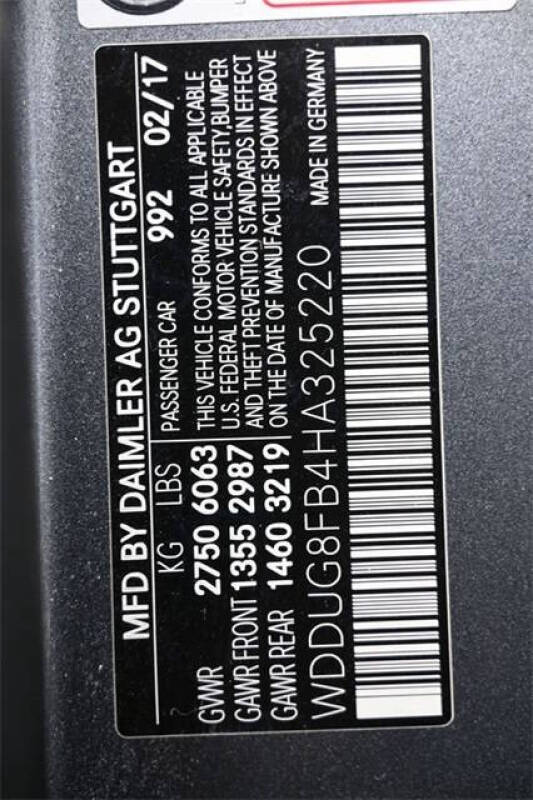 MFD BY DAIMLER AG STUTTGART
KG LBS PASSENGER CAR 992 02/17
GVWR 2750 6063
GAWR FRONT 1355 2987
GAWR REAR 1460 3219
THIS VEHICLE CONFORMS TO ALL APPLICABLE
U.S. FEDERAL MOTOR VEHICLE SAFETY,BUMPER
AND THEFT PREVENTION STANDARDS IN EFFECT
ON THE DATE OF MANUFACTURE SHOWN ABOVE
WDDUG8FB4HA325220 MADE IN GERMANY